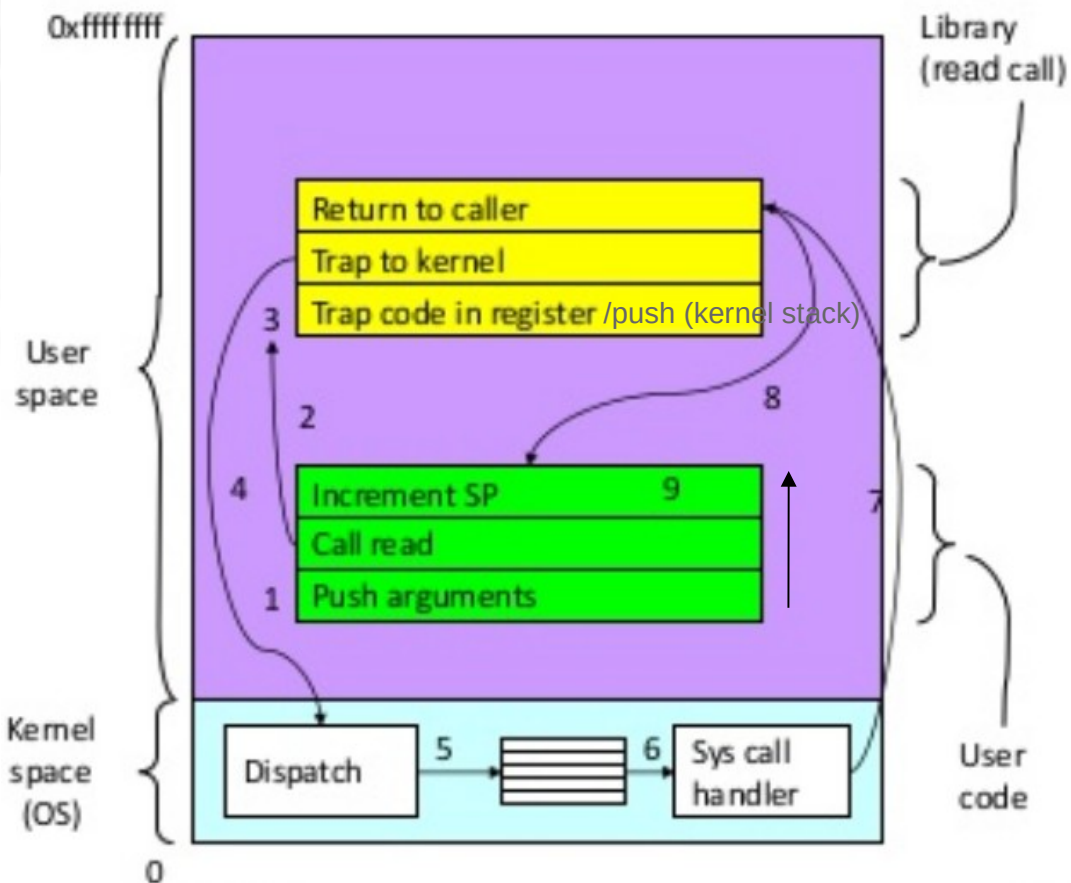 0xffffffff
Library
(read call)
Return to caller
Trap to kernel
3 Trap code in register /push (kernel stack)
User
space
2
8
4
Increment SP 9
7
Call read
1 Push arguments
Kernel
space
(OS)
Dispatch
5
6
Sys call
handler
User
code
0